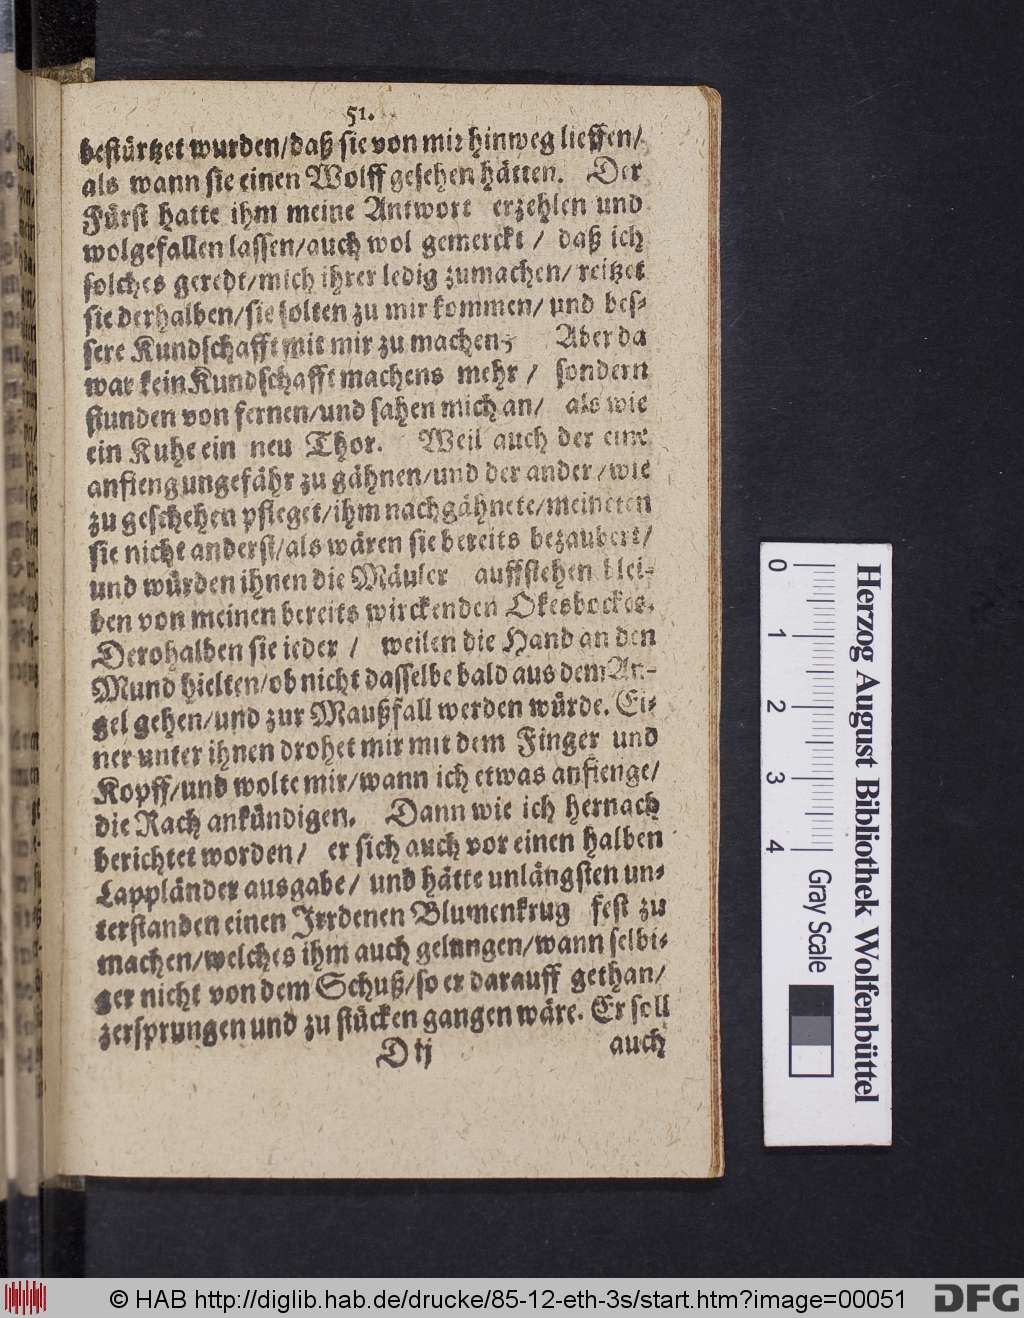 51.
bestürtzet wurden/daß sie von mir hinweg lieffen/
als wann sie einen Wolff gesehen hätten. Der
Fürst hatte ihm meine Antwort erzehlen und
wolgefallen lassen/auch wol gemerckt / daß ich
solches geredt/mich ihrer ledig zumachen/ reitzet
sie derhalben/sie solten zu mir kommen/ und bes-
sere Kundschafft mit mir zu machen; Aber da
war kein Kundschafft machens mehr / sondern
stunden von fernen/und sahen mich an/ als wie
ein Kuhe ein neu Thor. Weil auch der eine
anfieng ungefähr zu gähnen/und der ander/wie
zu geschehen pfleget/ihm nachgähnete/meineten
sie nicht anderst/als wären sie bereits bezaubert/
und würden ihnen die Mäuler auffstehen blei-
ben von meinen bereits wirckenden Okesbockes.
Derohalben sie ieder / weilen die Hand an den
Mund hielten/ob nicht dasselbe bald aus dem An-
gel gehen/und zur Maußfall werden würde. Ei-
ner unter ihnen drohet mir mit dem Finger und
Kopff/und wolte mir/wann ich etwas anfienge/
die Rach ankündigen. Dann wie ich hernach
berichtet worden/ er sich auch vor einen halben
Lappländer ausgabe/ und hätte unlängsten un-
terstanden einen Irrdenen Blumenkrug fest zu
machen/welches ihm auch gelungen/wann selbi-
ger nicht von dem Schuß/so er darauff gethan/
zersprungen und zu stücken gangen wäre. Er soll
D ij auch
0 1 2 3 4
Herzog August Bibliothek Wolfenbüttel
Gray Scale
© HAB http://diglib.hab.de/drucke/85-12-eth-3s/start.htm?image=00051
DFG